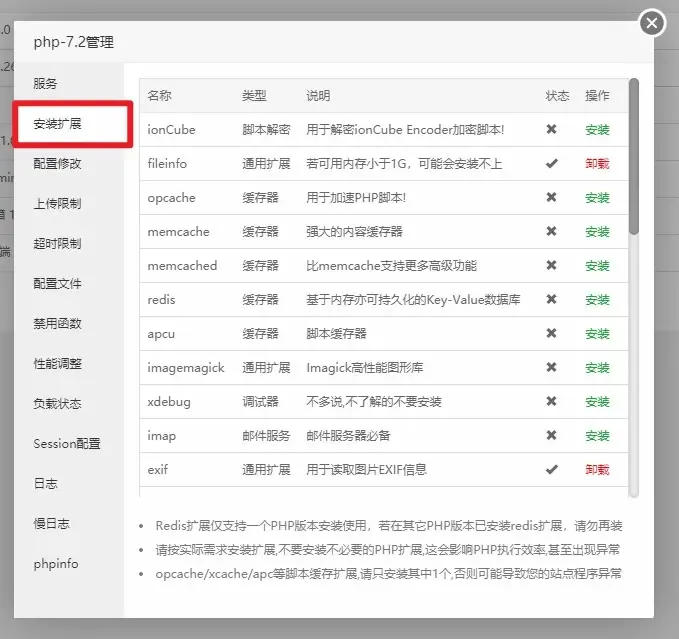 php-7.2管理
服务
安装扩展
配置修改
上传限制
超时限制
配置文件
禁用函数
性能调整
负载状态
Session配置
日志
慢日志
phpinfo
名称 类型 说明 状态 操作
ionCube 脚本解密 用于解密ionCube Encoder加密脚本! 安装
fileinfo 通用扩展 若可用内存小于1G，可能会安装不上 卸载
opcache 缓存器 用于加速PHP脚本! 安装
memcache 缓存器 强大的内容缓存器 安装
memcached 缓存器 比memcache支持更多高级功能 安装
redis 缓存器 基于内存亦可持久化的Key-Value数据库 安装
apcu 缓存器 脚本缓存器 安装
imagemagick 通用扩展 Imagick高性能图形库 安装
xdebug 调试器 不多说,不了解的不要安装 安装
imap 邮件服务 邮件服务器必备 安装
exif 通用扩展 用于读取图片EXIF信息 卸载
Redis扩展仅支持一个PHP版本安装使用，若在其它PHP版本已安装redis扩展，请勿再装
请按实际需求安装扩展,不要安装不必要的PHP扩展,这会影响PHP执行效率,甚至出现异常
opcache/xcache/apc等脚本缓存扩展,请只安装其中1个,否则可能导致您的站点程序异常